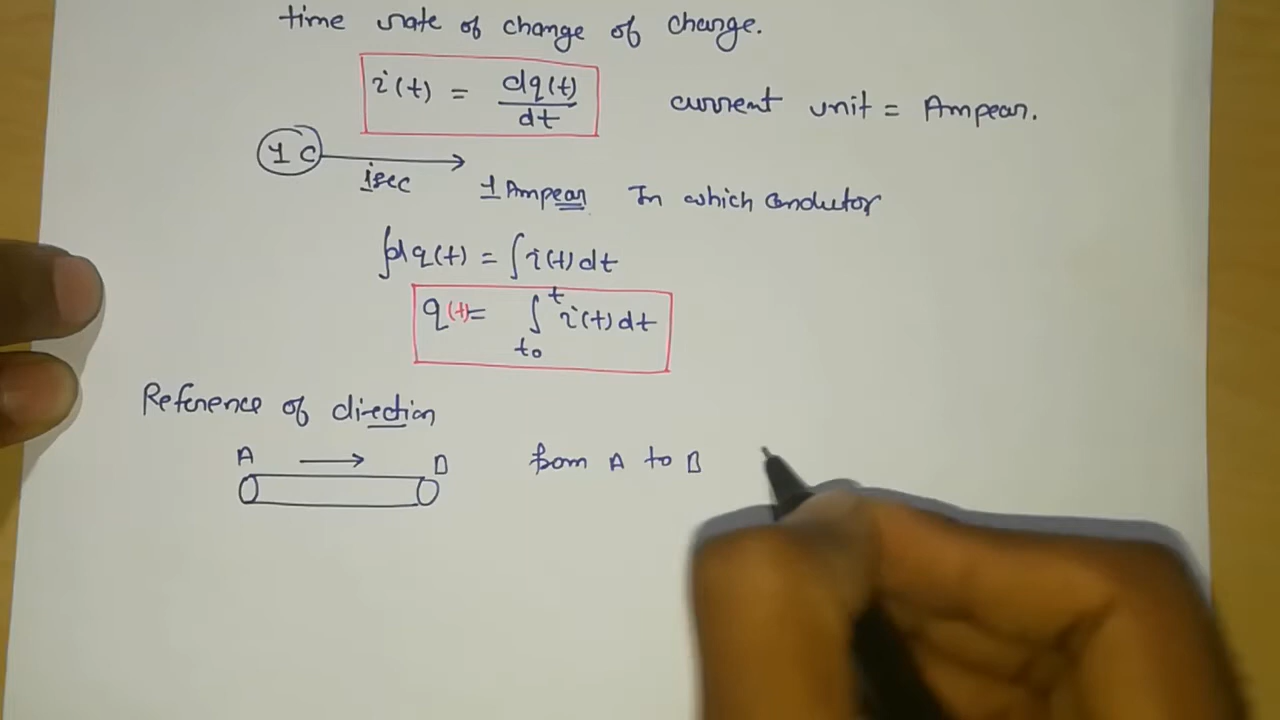 time rate of change of charge.
i(t) = dq(t)/dt current unit = Ampear.
1 C 1sec 1 Ampear In which condutor
∫dq(t) = ∫i(t)dt
q(t) = ∫_{t0}^{t} i(t)dt
Reference of direction
A → B from A to B